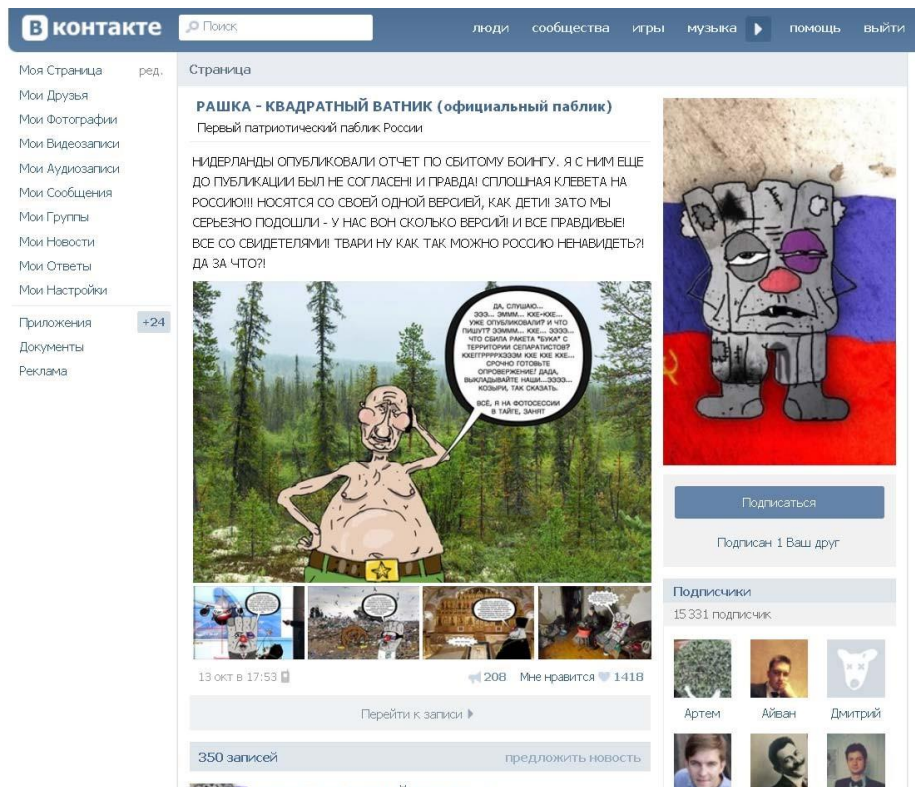 В контакте
Поиск
люди сообщества игры музыка помощь выйти
Моя Страница ред.
Мои Друзья
Мои Фотографии
Мои Видеозаписи
Мои Аудиозаписи
Мои Сообщения
Мои Группы
Мои Новости
Мои Ответы
Мои Настройки
Приложения +24
Документы
Реклама
Страница
РАШКА - КВАДРАТНЫЙ ВАТНИК (официальный паблик)
Первый патриотический паблик России
НИДЕРЛАНДЫ ОПУБЛИКОВАЛИ ОТЧЕТ ПО СБИТОМУ БОИНГУ. Я С НИМ ЕЩЕ
ДО ПУБЛИКАЦИИ БЫЛ НЕ СОГЛАСЕН! И ПРАВДА! СПЛОШНАЯ КЛЕВЕТА НА
РОССИЮ!!! НОСЯТСЯ СО СВОЕЙ ОДНОЙ ВЕРСИЕЙ, КАК ДЕТИ! ЗАТО МЫ
СЕРЬЕЗНО ПОДОШЛИ - У НАС ВОН СКОЛЬКО ВЕРСИЙ! И ВСЕ ПРАВДИВЫЕ!
ВСЕ СО СВИДЕТЕЛЯМИ! ТВАРИ НУ КАК ТАК МОЖНО РОССИЮ НЕНАВИДЕТЬ?!
ДА ЗА ЧТО?!
ДА, СЛУШАЮ...
ЭЭЭ... ЭМММ... КХЕ-КХЕ...
УЖЕ ОПУБЛИКОВАЛИ? И ЧТО
ПИШУТ? ЭЭМММ... КХЕ... ЭЭЭЭ...
ЧТО СБИЛА РАКЕТА "БУКА" С
ТЕРРИТОРИИ СЕПАРАТИСТОВ?
КХЕГГРРРРХЭЭЭМ КХЕ КХЕ КХЕ...
СРОЧНО ГОТОВЬТЕ
ОПРОВЕРЖЕНИЕ! ДАДА,
ВЫКЛАДЫВАЙТЕ НАШИ...ЭЭЭЭ...
КОЗЫРИ, ТАК СКАЗАТЬ.
ВСЁ, Я НА ФОТОСЕССИИ
В ТАЙГЕ, ЗАНЯТ
13 окт в 17:53 208 Мне нравится 1418
Перейти к записи
350 записей предложить новость
Подписаться
Подписан 1 Ваш друг
Подписчики
15 331 подписчик
Артем Айван Дмитрий